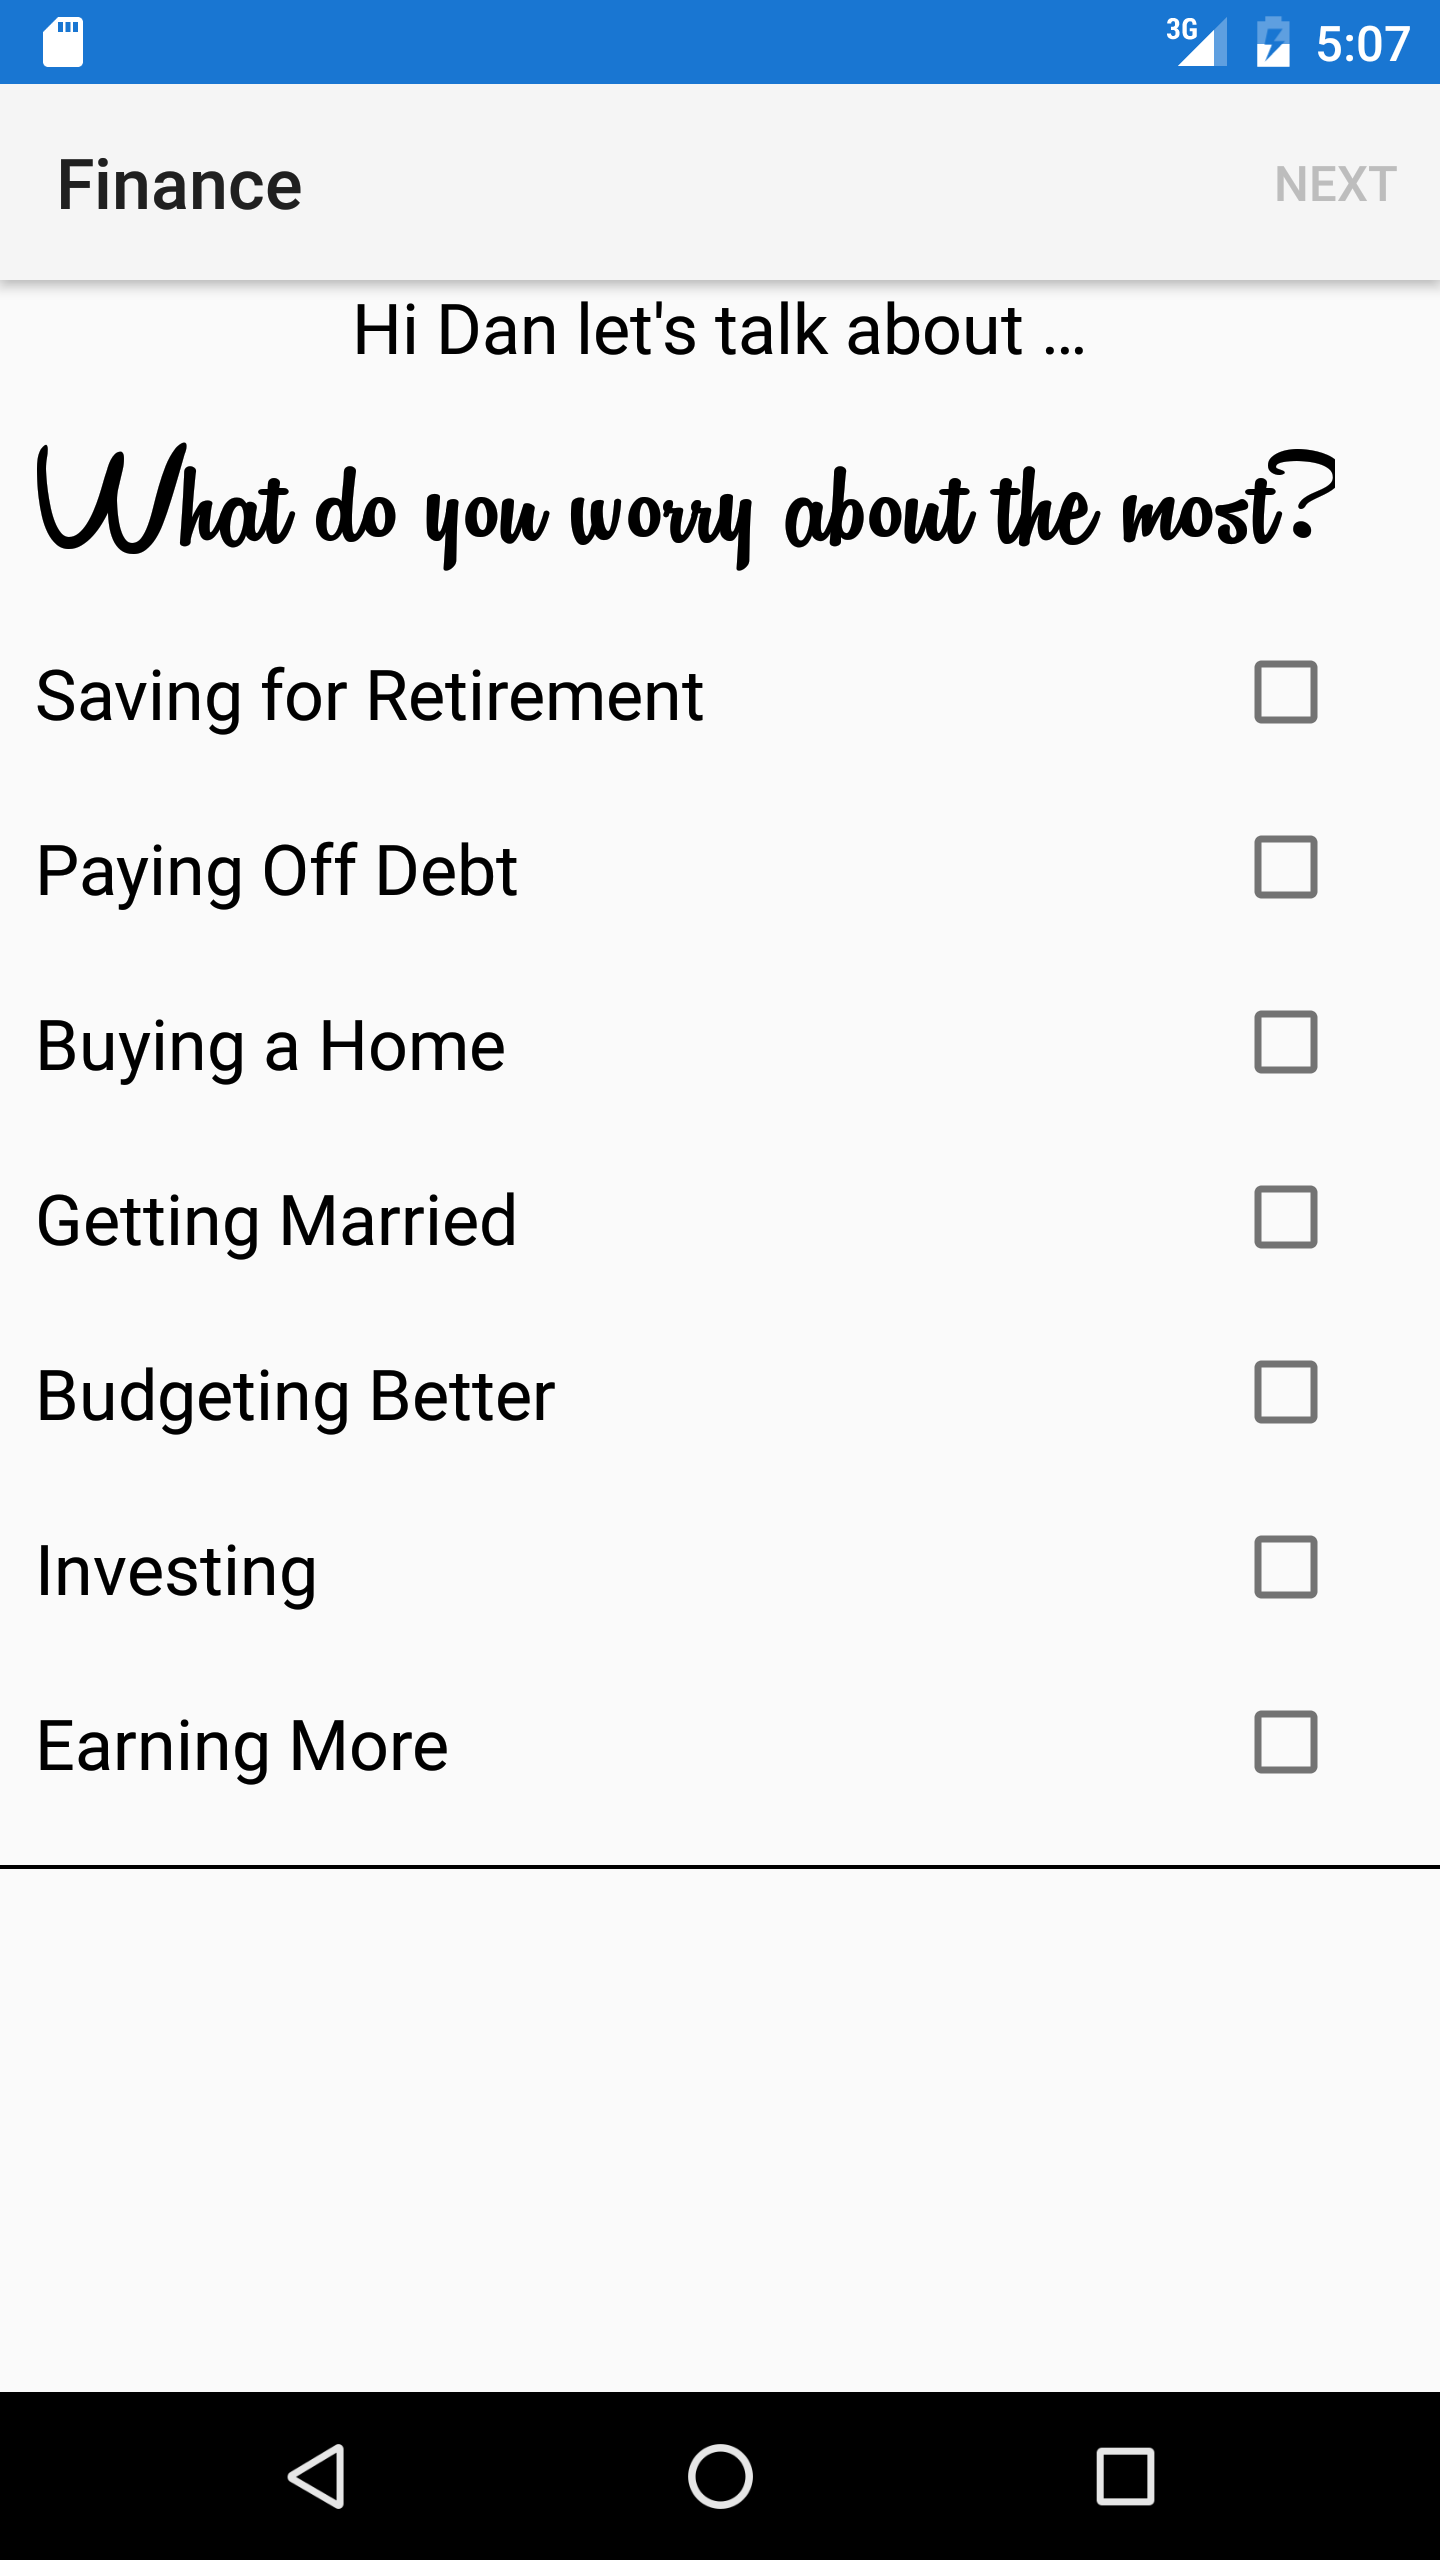 3G 5:07
Finance NEXT
Hi Dan let's talk about ...
What do you worry about the most?
Saving for Retirement
Paying Off Debt
Buying a Home
Getting Married
Budgeting Better
Investing
Earning More